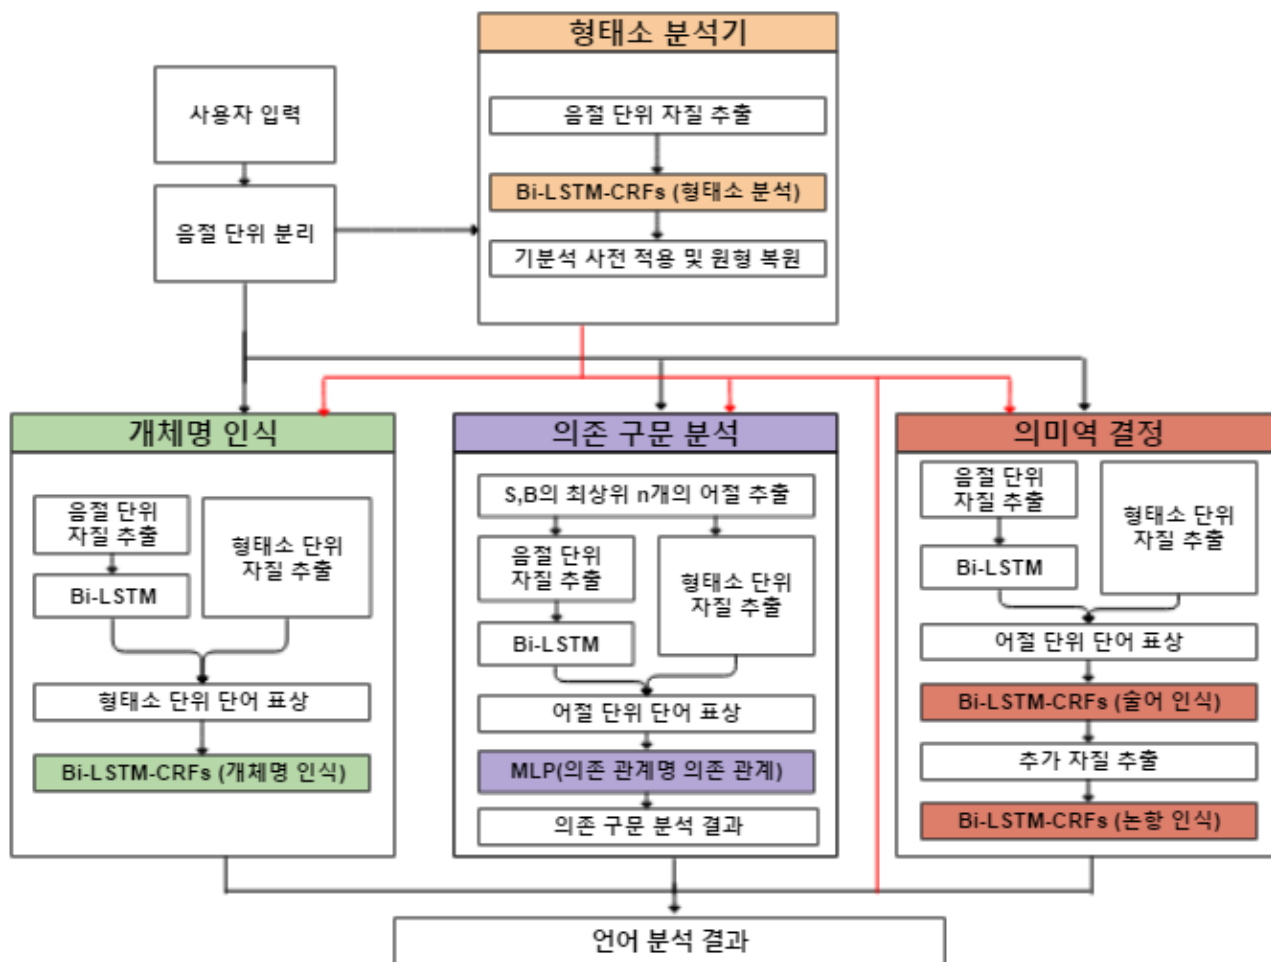 형태소 분석기
사용자 입력
음절 단위 자질 추출
Bi-LSTM-CRFs (형태소 분석)
음절 단위 분리
기분석 사전 적용 및 원형 복원
개체명 인식
음절 단위
자질 추출
형태소 단위
자질 추출
Bi-LSTM
형태소 단위 단어 표상
Bi-LSTM-CRFs (개체명 인식)
의존 구문 분석
S,B의 최상위 n개의 어절 추출
음절 단위
자질 추출
형태소 단위
자질 추출
Bi-LSTM
어절 단위 단어 표상
MLP(의존 관계명 의존 관계)
의존 구문 분석 결과
의미역 결정
음절 단위
자질 추출
형태소 단위
자질 추출
Bi-LSTM
어절 단위 단어 표상
Bi-LSTM-CRFs (술어 인식)
추가 자질 추출
Bi-LSTM-CRFs (논항 인식)
언어 분석 결과